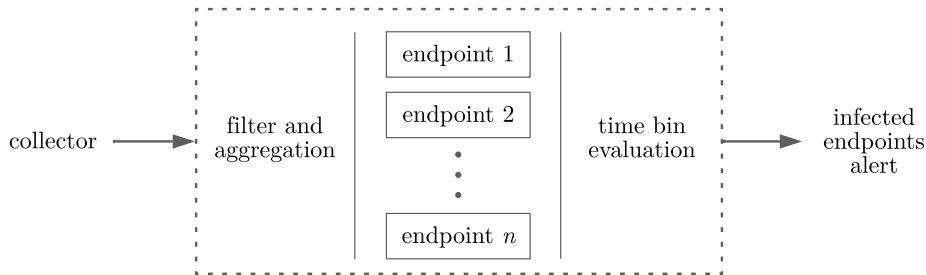 collector
filter and
aggregation
endpoint 1
endpoint 2
endpoint n
time bin
evaluation
infected
endpoints
alert